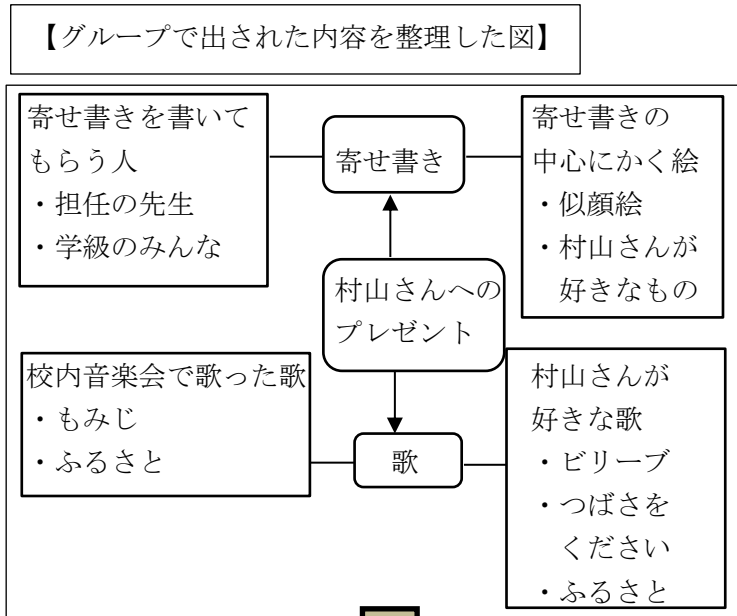 【グループで出された内容を整理した図】
寄せ書きを書いて
もらう人
・担任の先生
・学級のみんな
寄せ書き
寄せ書きの
中心にかく絵
・似顔絵
・村山さんが
好きなもの
村山さんへの
プレゼント
校内音楽会で歌った歌
・もみじ
・ふるさと
歌
村山さんが
好きな歌
・ビリーブ
・つばさを
ください
・ふるさと